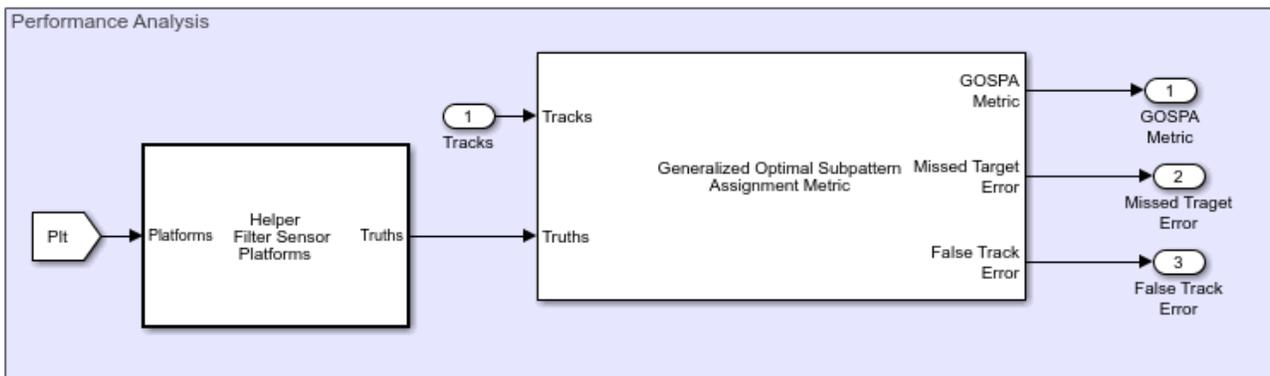 Performance Analysis
Plt
Platforms
Helper
Filter Sensor
Platforms
Truths
1
Tracks
Tracks
Truths
Generalized Optimal Subpattern
Assignment Metric
GOSPA
Metric
Missed Target
Error
False Track
Error
1
GOSPA
Metric
2
Missed Traget
Error
3
False Track
Error